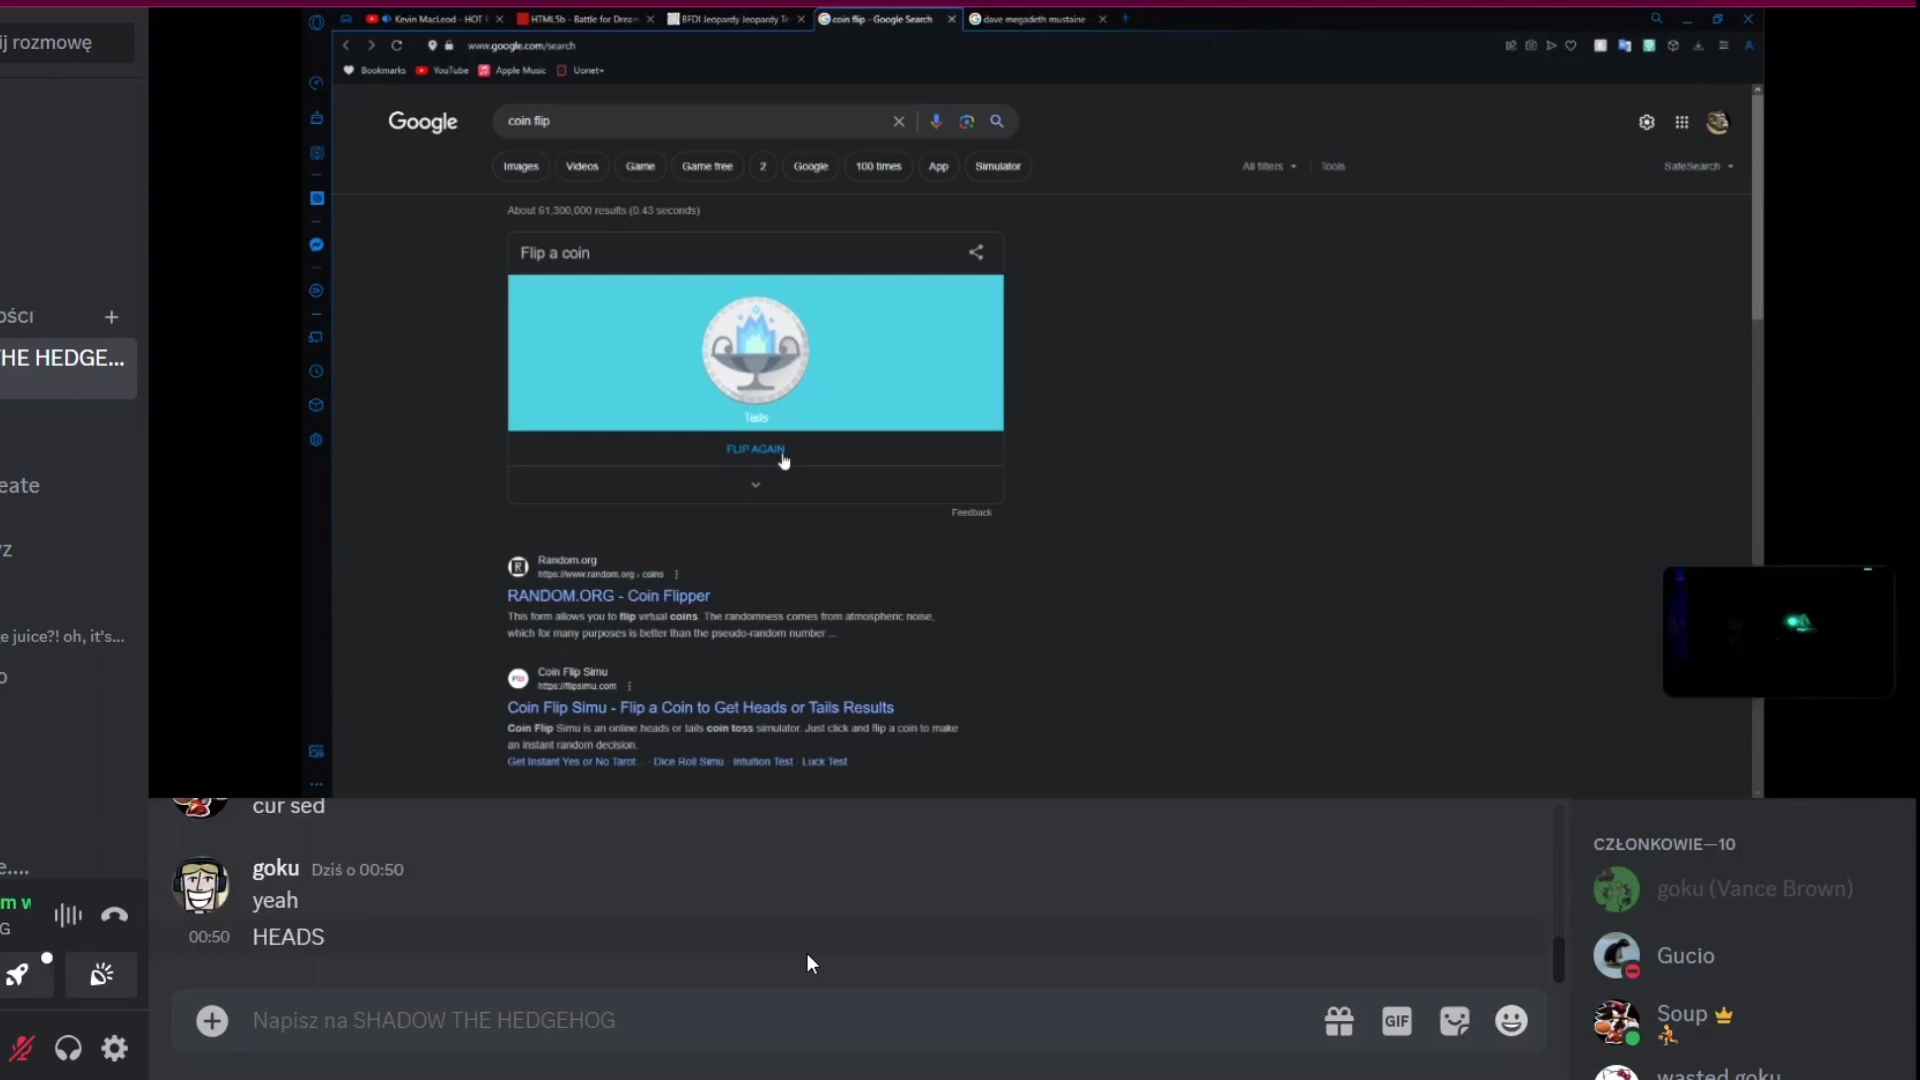 Kevin MacLeod - HOT
HTML5b - Battle for Dream
BFDI Jeopardy Jeopardy Te
coin flip - Google Search
dave megadeth mustaine
www.google.com/search
Bookmarks
YouTube
Apple Music
Uonet+
ij rozmowę
Google
coin flip
Images
Videos
Game
Game free
2
Google
100 times
App
Simulator
All filters
Tools
SafeSearch
About 61,300,000 results (0.43 seconds)
Flip a coin
Tails
FLIP AGAIN
Feedback
Random.org
https://www.random.org › coins
RANDOM.ORG - Coin Flipper
This form allows you to flip virtual coins. The randomness comes from atmospheric noise,
which for many purposes is better than the pseudo-random number ...
Coin Flip Simu
https://flipsimu.com
Coin Flip Simu - Flip a Coin to Get Heads or Tails Results
Coin Flip Simu is an online heads or tails coin toss simulator. Just click and flip a coin to make
an instant random decision.
Get Instant Yes or No Tarot... · Dice Roll Simu · Intuition Test · Luck Test
ości
THE HEDGE...
eate
yz
e juice?! oh, it's...
o
e....
m w
G
cur sed
goku Dziś o 00:50
yeah
00:50 HEADS
Napisz na SHADOW THE HEDGEHOG
GIF
CZŁONKOWIE—10
goku (Vance Brown)
Gucio
Soup
wasted goku